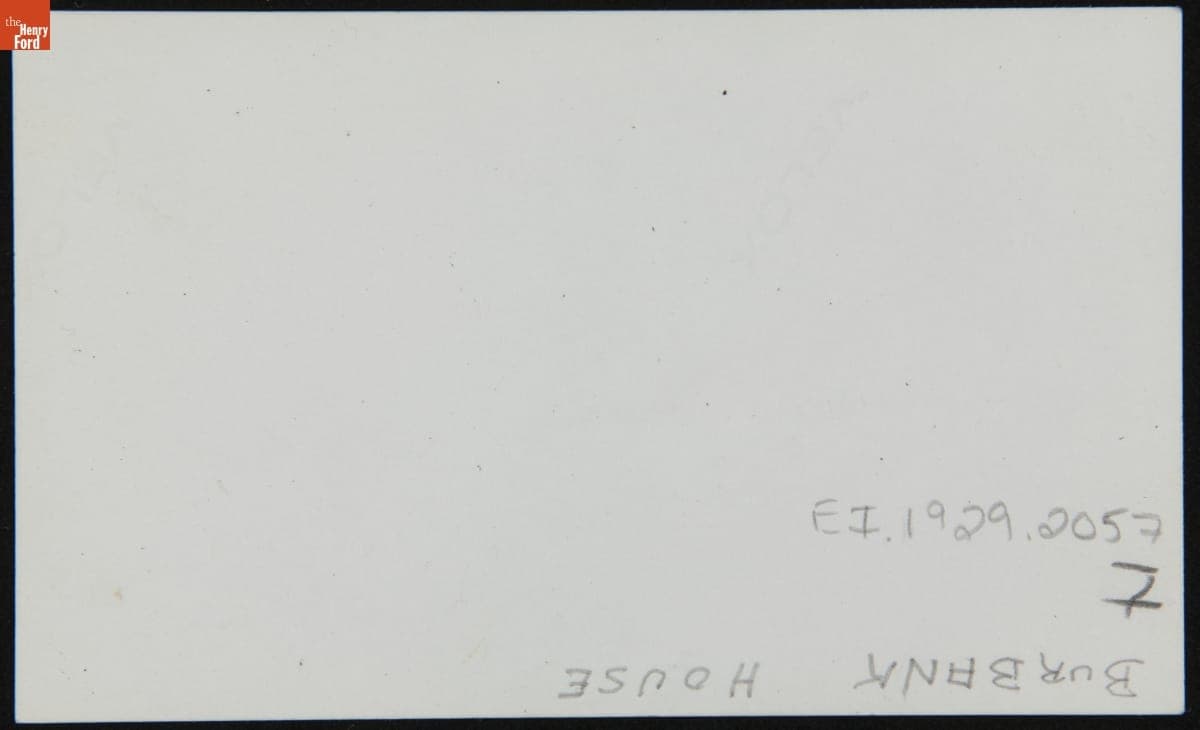 the
Henry
Ford
EI.1929.2057
7
BURBANK HOUSE